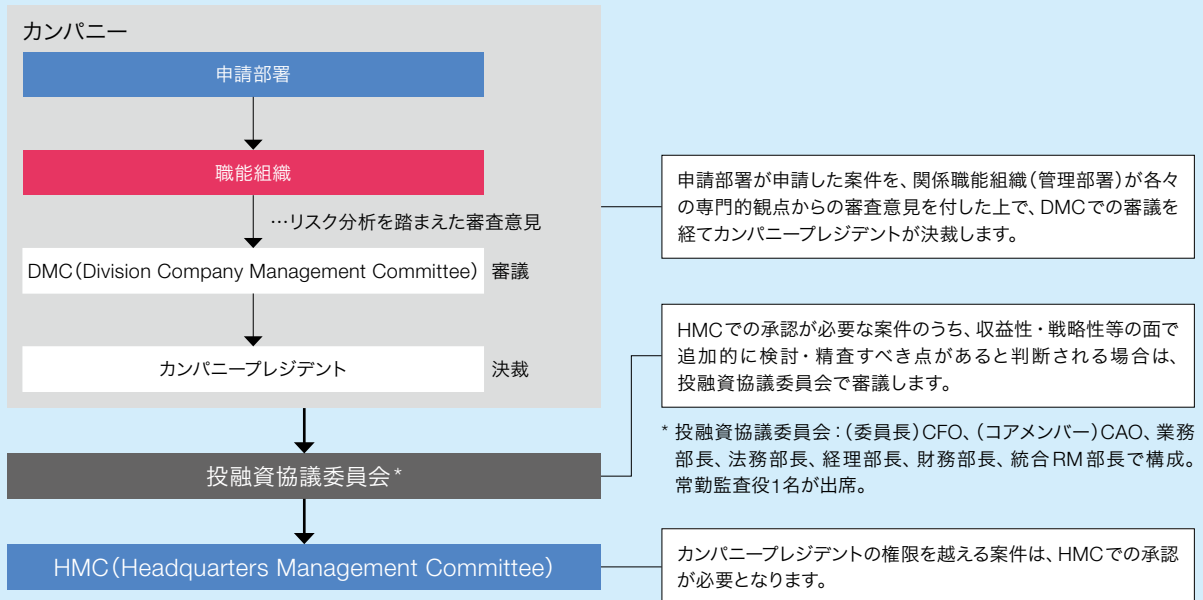 カンパニー
申請部署
職能組織
…リスク分析を踏まえた審査意見
DMC(Division Company Management Committee) 審議
カンパニープレジデント 決裁
投融資協議委員会*
HMC(Headquarters Management Committee)
申請部署が申請した案件を、関係職能組織(管理部署)が各々
の専門的観点からの審査意見を付した上で、DMCでの審議を
経てカンパニープレジデントが決裁します。
HMCでの承認が必要な案件のうち、収益性・戦略性等の面で
追加的に検討・精査すべき点があると判断される場合は、
投融資協議委員会で審議します。
* 投融資協議委員会:(委員長)CFO、(コアメンバー)CAO、業務
部長、法務部長、経理部長、財務部長、統合RM部長で構成。
常勤監査役1名が出席。
カンパニープレジデントの権限を越える案件は、HMCでの承認
が必要となります。